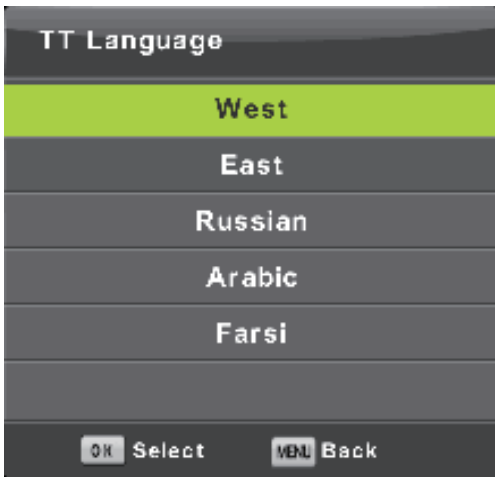 TT Language
West
East
Russian
Arabic
Farsi
OK Select MENU Back